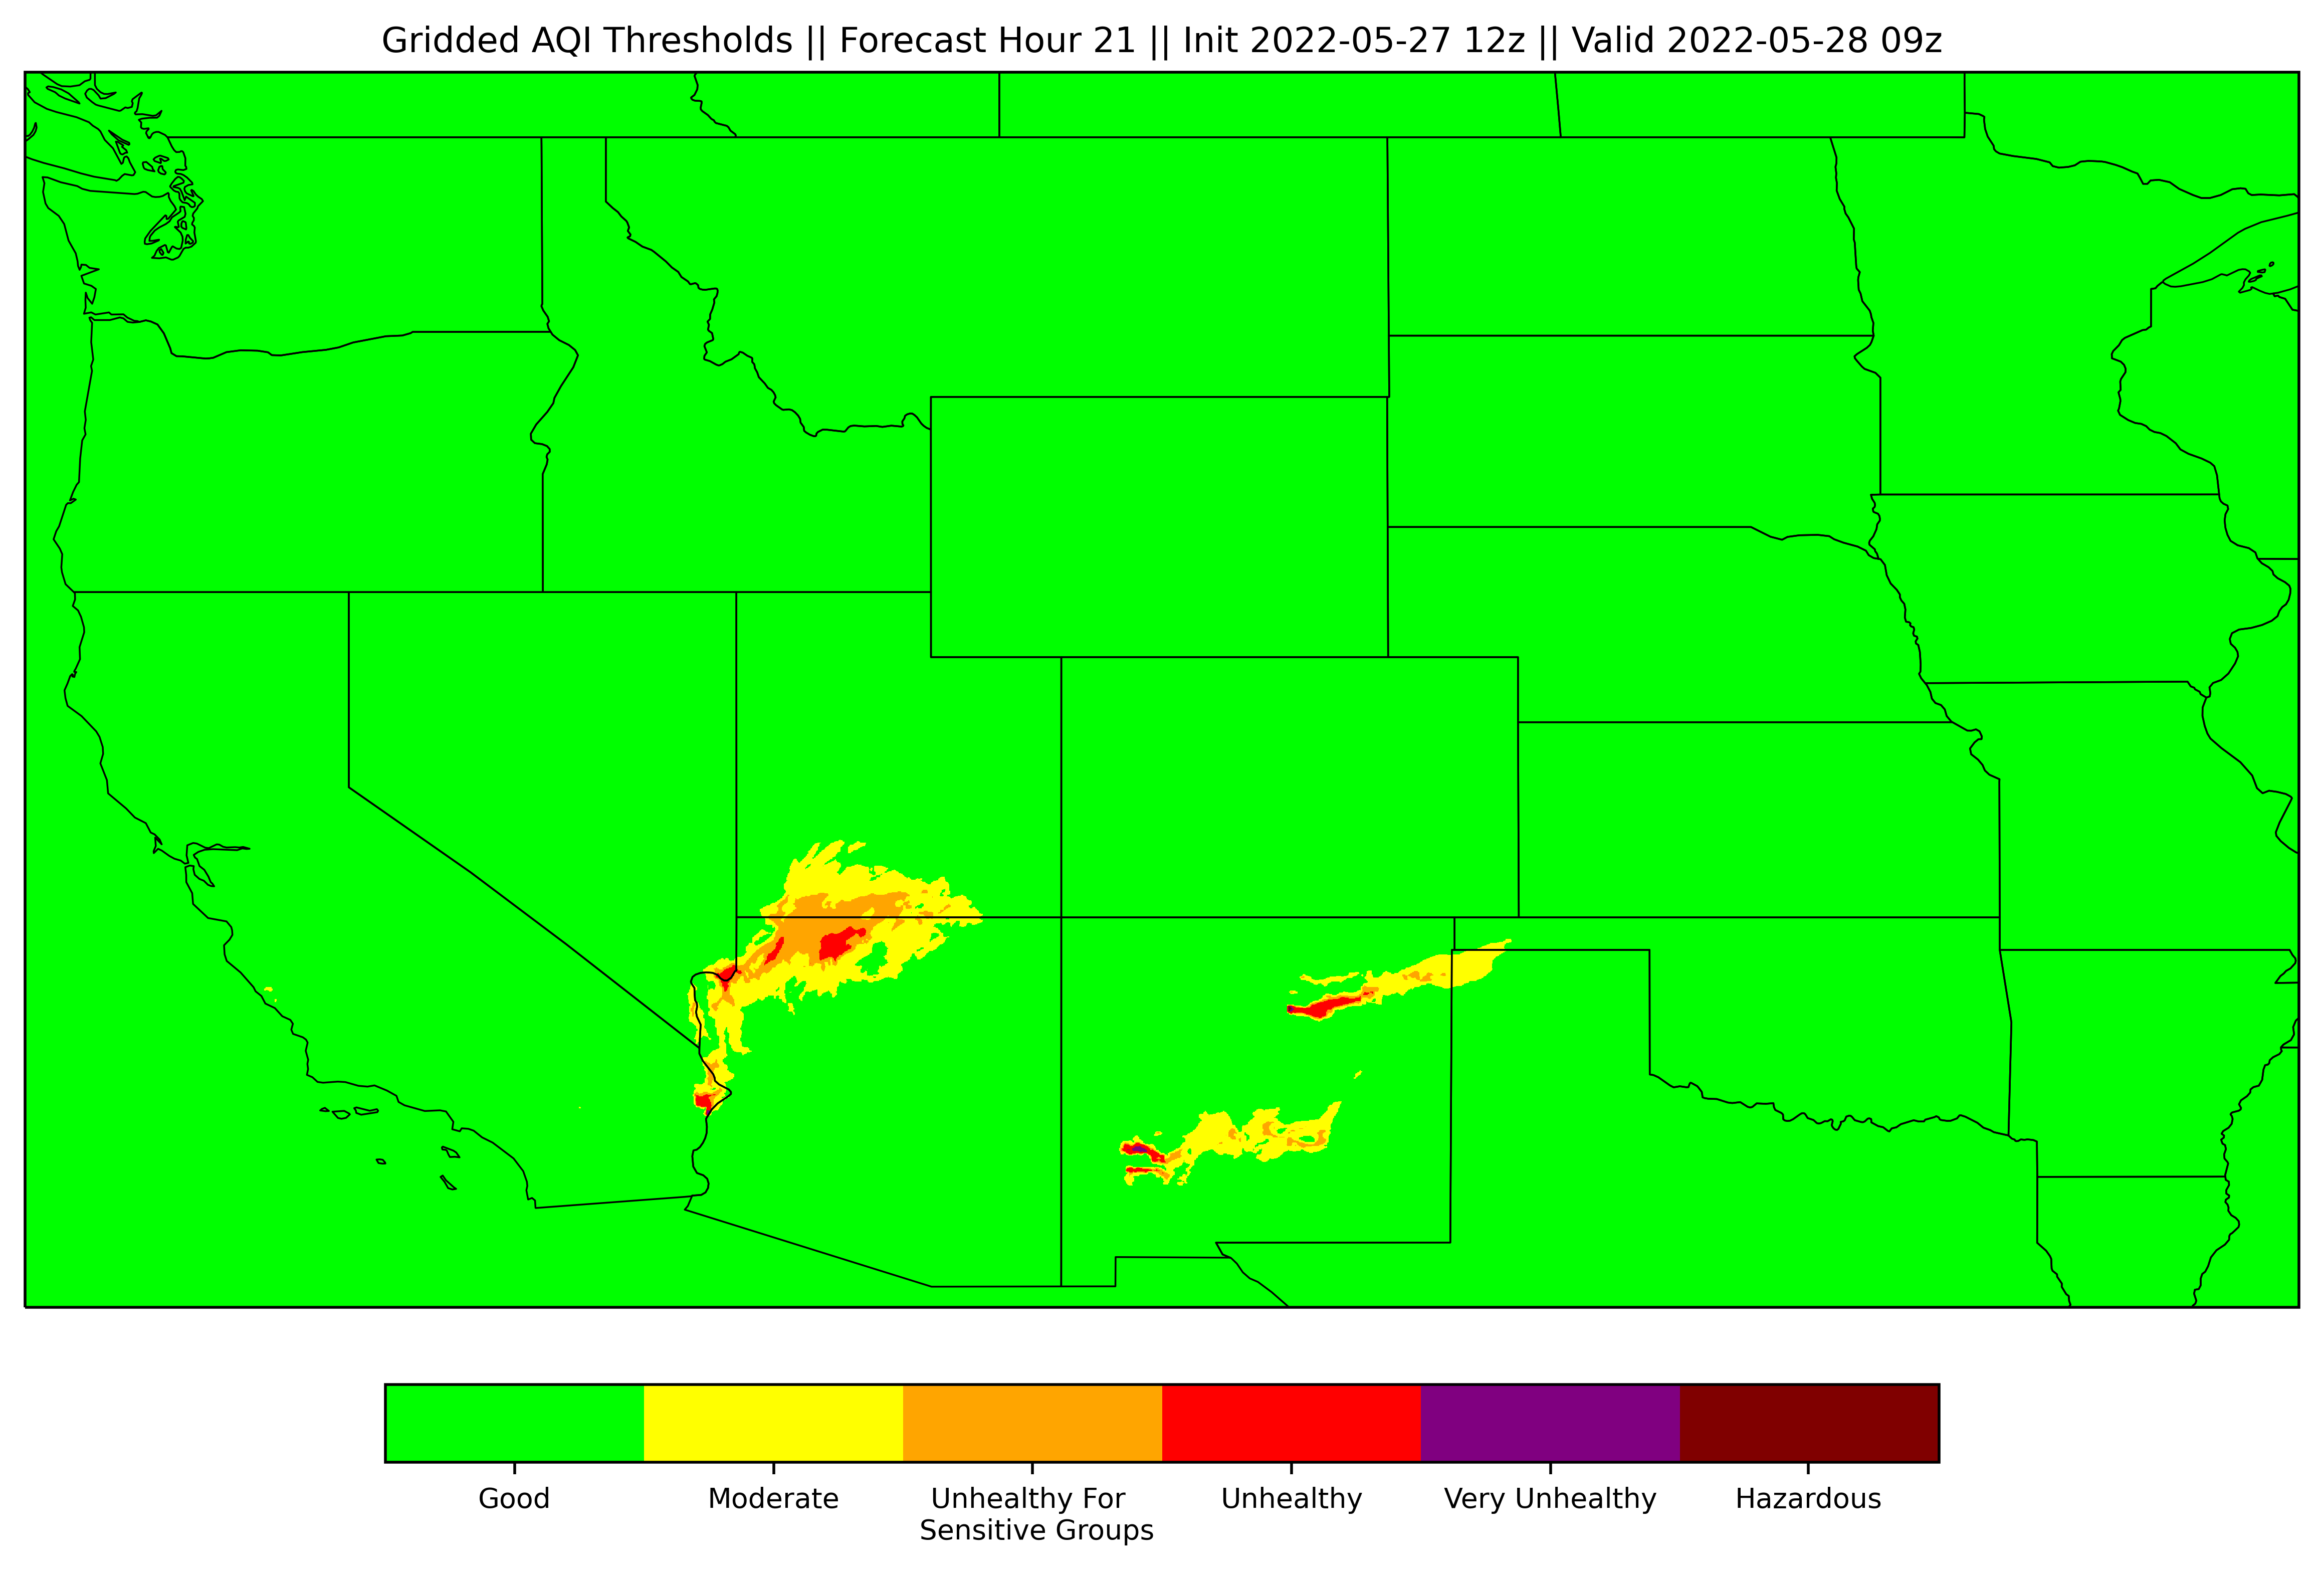 Gridded AQI Thresholds || Forecast Hour 21 || Init 2022-05-27 12z || Valid 2022-05-28 09z
Good
Moderate
Unhealthy For
Sensitive Groups
Unhealthy
Very Unhealthy
Hazardous